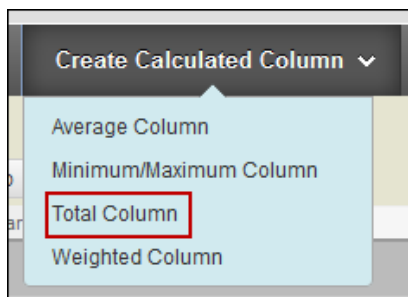 Create Calculated Column
Average Column
Minimum/Maximum Column
Total Column
Weighted Column